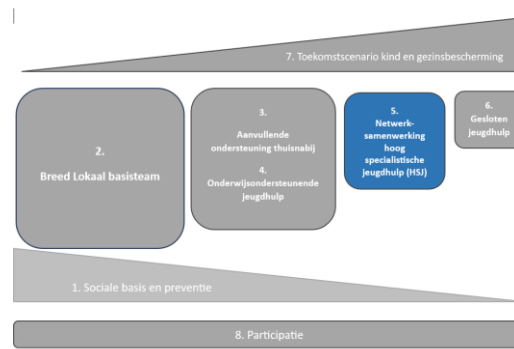 7. Toekomstscenario kind en gezinsbescherming
2.
Breed Lokaal basisteam
3.
Aanvullende
ondersteuning thuisnabij
4.
Onderwijsondersteunende
jeugdhulp
5.
Netwerk-
samenwerking
hoog
specialistische
jeugdhulp (HSJ)
6.
Gesloten
jeugdhulp
1. Sociale basis en preventie
8. Participatie